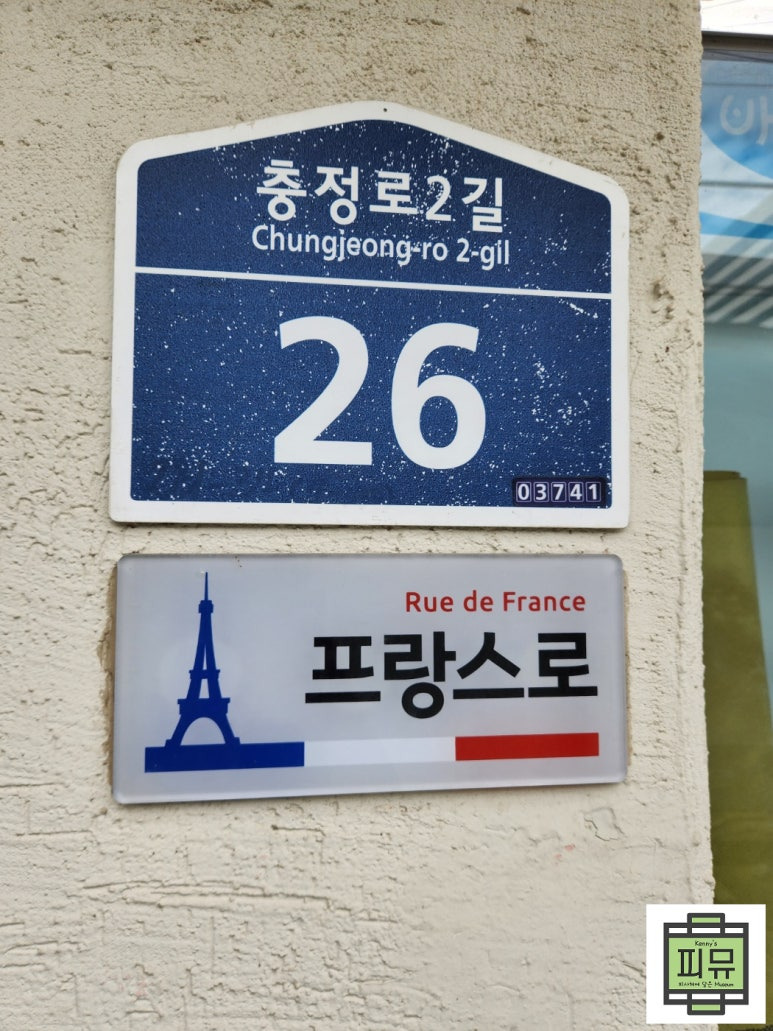 충정로2길
Chungjeong-ro 2-gil
26
03741
Rue de France
프랑스로
Kenny's
피뮤